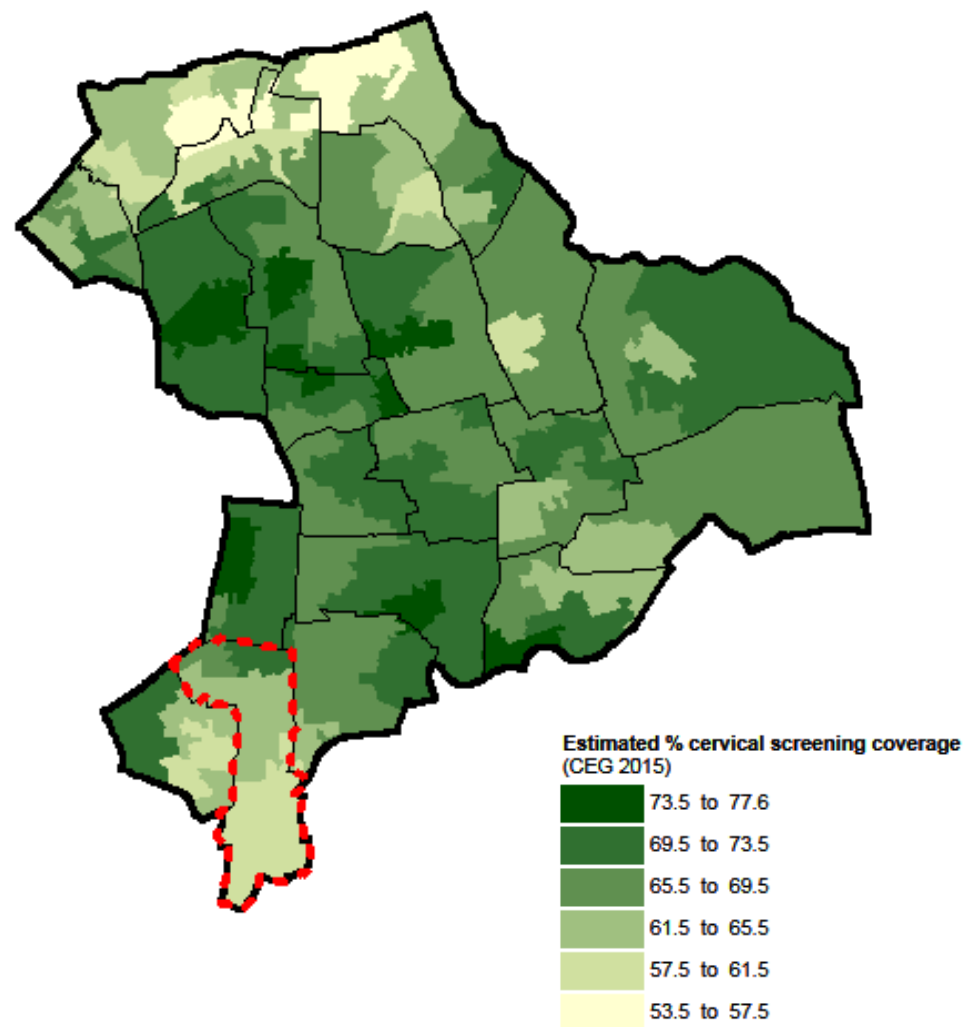 Estimated % cervical screening coverage
(CEG 2015)
73.5 to 77.6
69.5 to 73.5
65.5 to 69.5
61.5 to 65.5
57.5 to 61.5
53.5 to 57.5